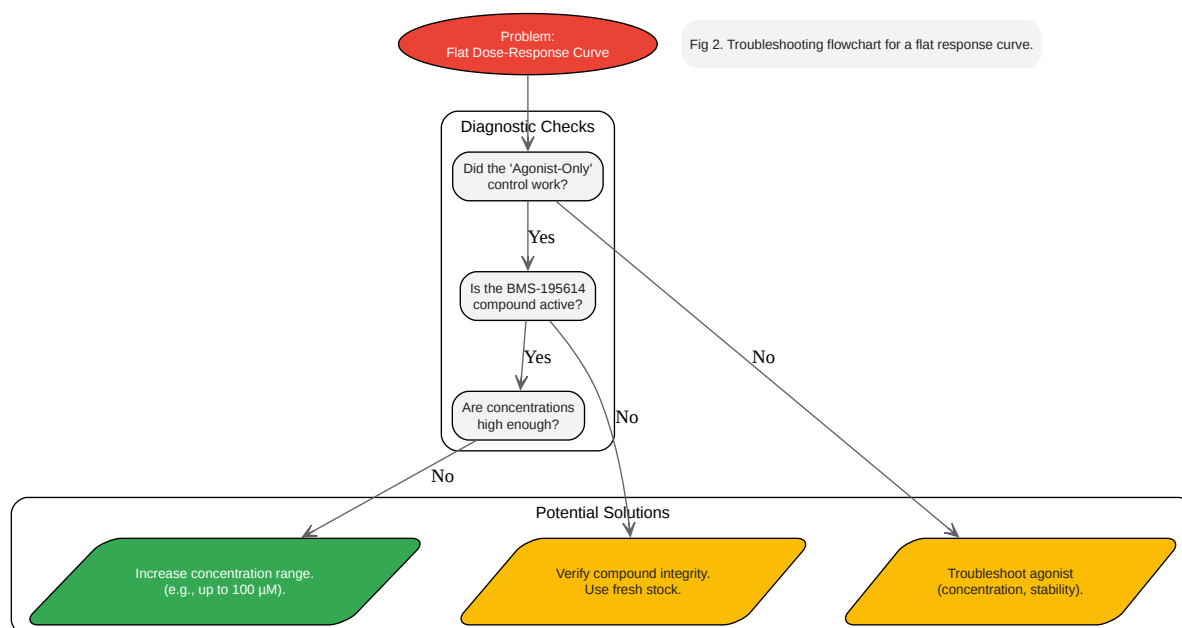 Problem:
Flat Dose-Response Curve
Fig 2. Troubleshooting flowchart for a flat response curve.
Diagnostic Checks
Did the 'Agonist-Only'
control work?
Yes
Is the BMS-195614
compound active?
Yes
No
Are concentrations
high enough?
No
No
Potential Solutions
Increase concentration range.
(e.g., up to 100 µM).
Verify compound integrity.
Use fresh stock.
Troubleshoot agonist
(concentration, stability).